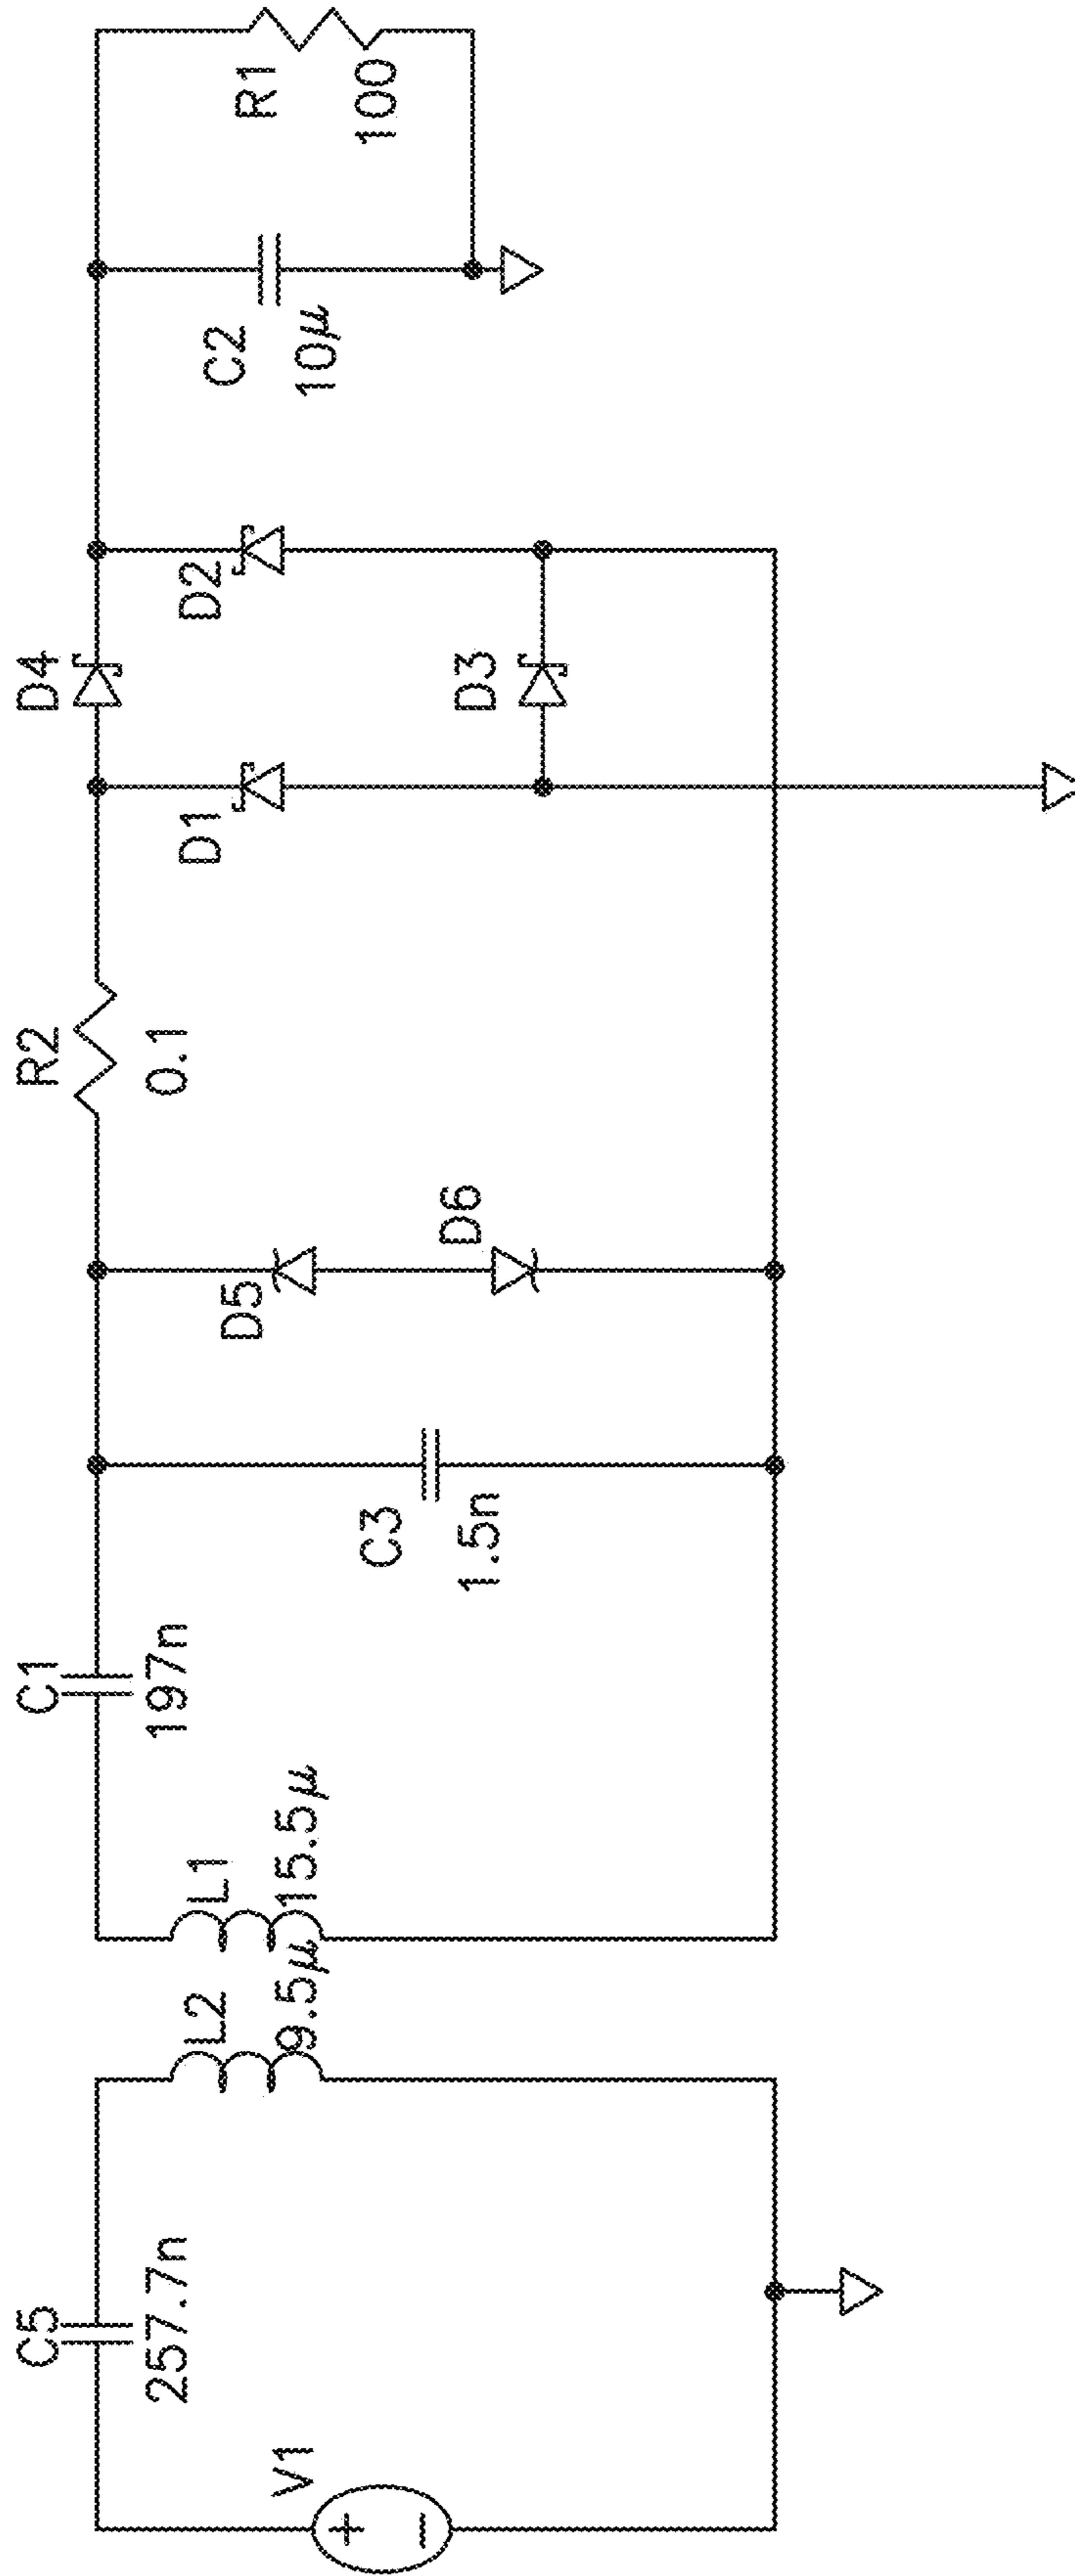 V1
+
−
C5
257.7n
L2
9.5µ
L1
15.5µ
C1
197n
C3
1.5n
D5
D6
R2
0.1
D1
D4
D3
D2
C2
10µ
R1
100